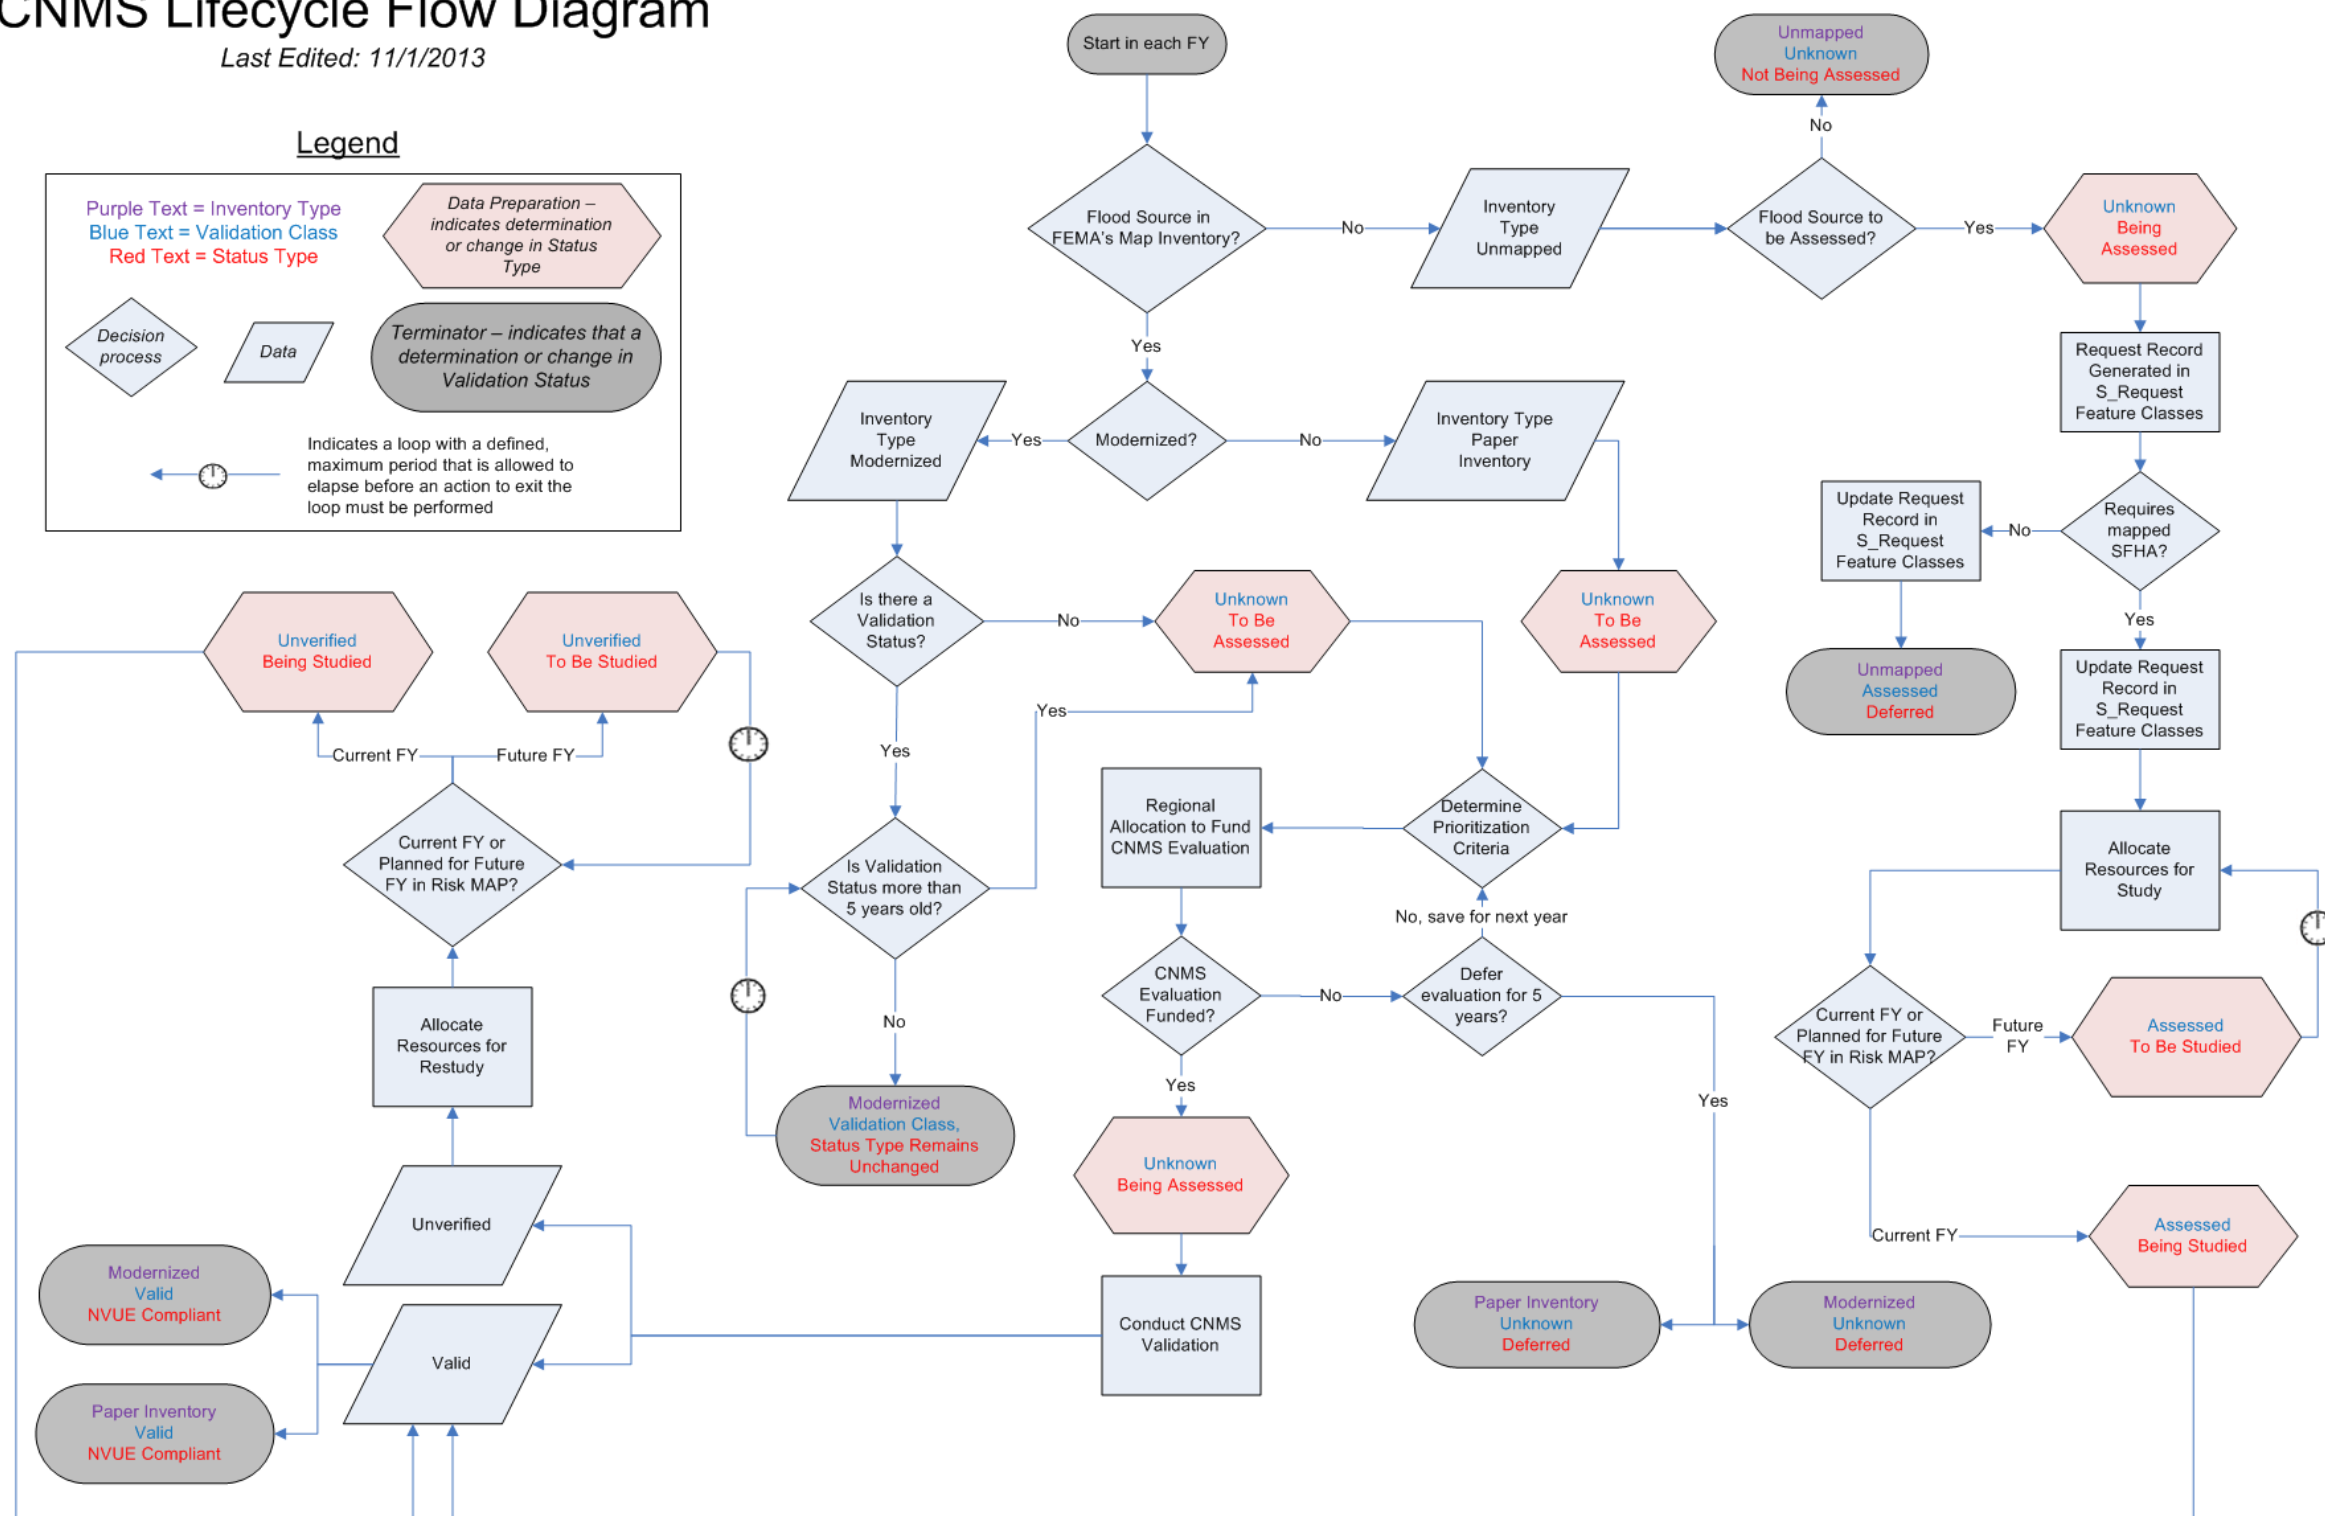 CNMS Lifecycle Flow Diagram
Last Edited: 11/1/2013
Legend
Purple Text = Inventory Type
Blue Text = Validation Class
Red Text = Status Type
Data Preparation –
indicates determination
or change in Status
Type
Decision
process
Data
Terminator – indicates that a
determination or change in
Validation Status
Indicates a loop with a defined,
maximum period that is allowed to
elapse before an action to exit the
loop must be performed
Start in each FY
Unmapped
Unknown
Not Being Assessed
No
Flood Source in
FEMA's Map Inventory?
No
Inventory
Type
Unmapped
Flood Source to
be Assessed?
Yes
Unknown
Being
Assessed
Yes
Request Record
Generated in
S_Request
Feature Classes
Inventory
Type
Modernized
Yes
Modernized?
No
Inventory Type
Paper
Inventory
Update Request
Record in
S_Request
Feature Classes
No
Requires
mapped
SFHA?
Yes
Is there a
Validation
Status?
No
Unknown
To Be
Assessed
Unknown
To Be
Assessed
Unverified
Being Studied
Unverified
To Be Studied
Unmapped
Assessed
Deferred
Update Request
Record in
S_Request
Feature Classes
Yes
Yes
Current FY
Future FY
Current FY or
Planned for Future
FY in Risk MAP?
Is Validation
Status more than
5 years old?
Regional
Allocation to Fund
CNMS Evaluation
Determine
Prioritization
Criteria
Allocate
Resources for
Study
No, save for next year
No
CNMS
Evaluation
Funded?
No
Defer
evaluation for 5
years?
Current FY or
Planned for Future
FY in Risk MAP?
Future
FY
Assessed
To Be Studied
Allocate
Resources for
Restudy
Yes
Yes
Modernized
Validation Class,
Status Type Remains
Unchanged
Unknown
Being Assessed
Unverified
Current FY
Assessed
Being Studied
Modernized
Valid
NVUE Compliant
Valid
Conduct CNMS
Validation
Paper Inventory
Unknown
Deferred
Modernized
Unknown
Deferred
Paper Inventory
Valid
NVUE Compliant